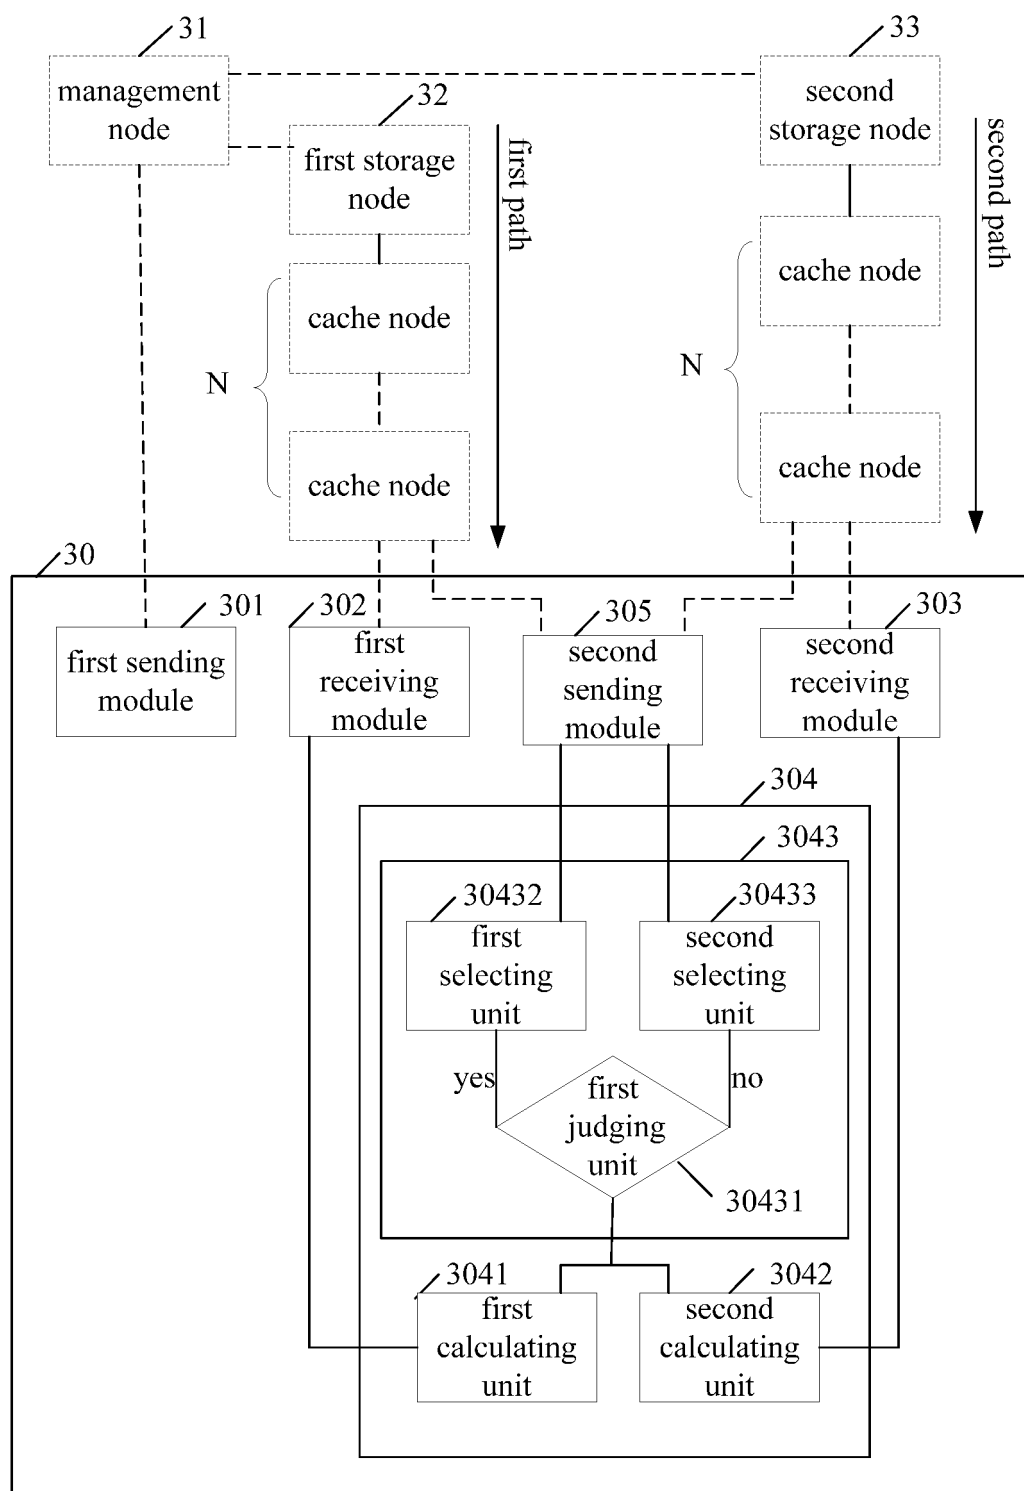 31
33
management
node
32
second
storage node
first storage
node
first path
second path
cache node
cache node
N
N
cache node
cache node
30
301
302
305
303
first sending
module
first
receiving
module
second
sending
module
second
receiving
module
304
3043
30432
30433
first
selecting
unit
second
selecting
unit
yes
no
first
judging
unit
30431
3041
3042
first
calculating
unit
second
calculating
unit